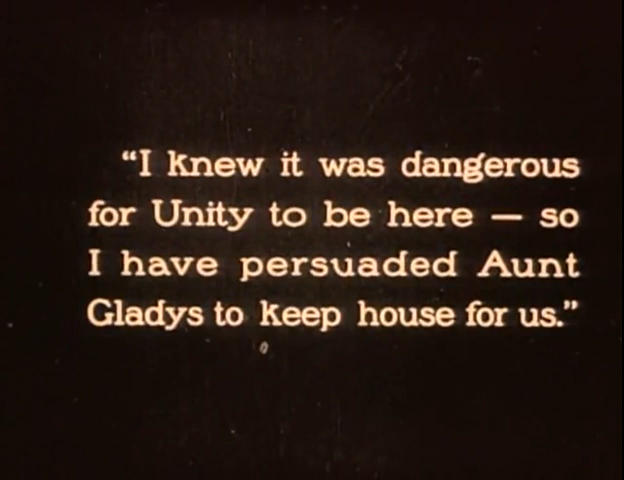 “I knew it was dangerous
for Unity to be here — so
I have persuaded Aunt
Gladys to keep house for us.”